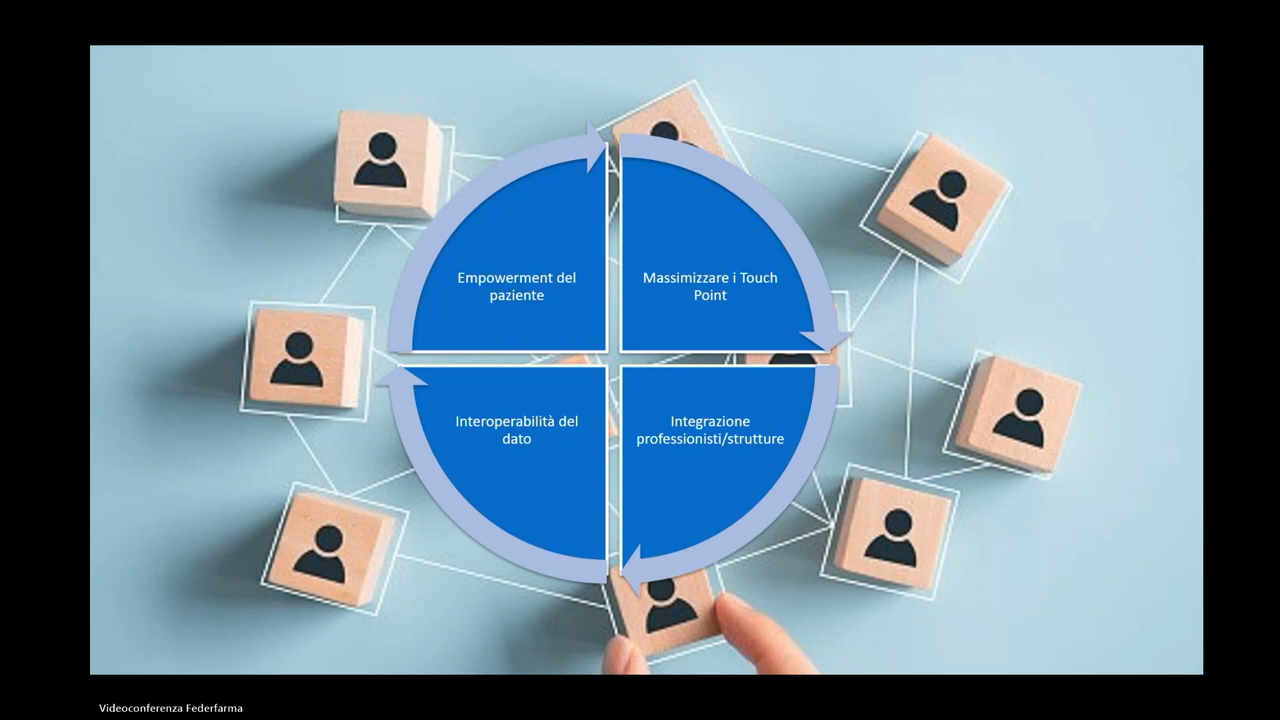 Empowerment del
paziente
Massimizzare i Touch
Point
Interoperabilità del
dato
Integrazione
professionisti/strutture
Videoconferenza Federfarma